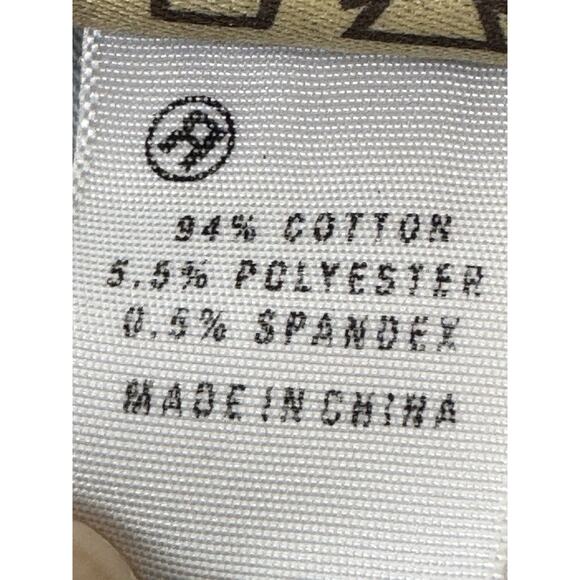 94% COTTON
5.5% POLYESTER
0.5% SPANDEX
MADE IN CHINA